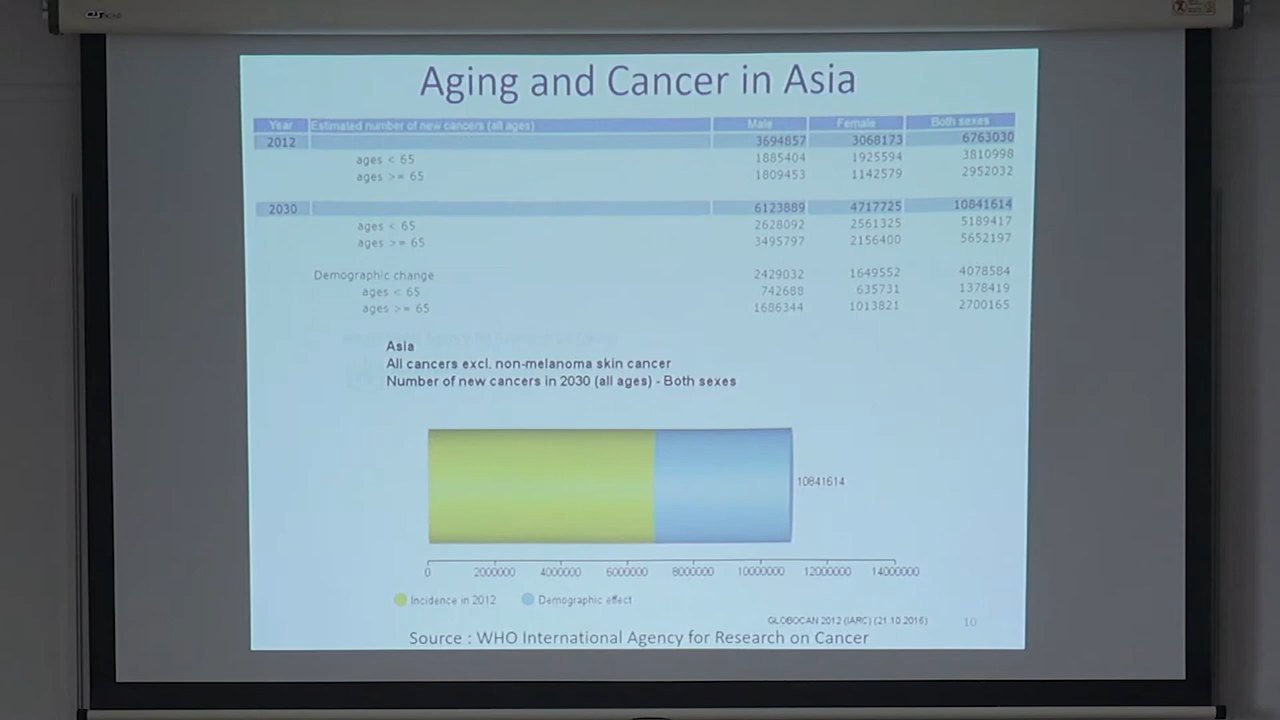 Aging and Cancer in Asia
Year Estimated number of new cancers (all ages) Male Female Both sexes
2012 3694857 3068173 6763030
ages < 65 1885404 1925594 3810998
ages >= 65 1809453 1142579 2952032
2030 6123889 4717725 10841614
ages < 65 2628092 2561325 5189417
ages >= 65 3495797 2156400 5652197
Demographic change 2429032 1649552 4078584
ages < 65 742688 635731 1378419
ages >= 65 1686344 1013821 2700165
Asia
All cancers excl. non-melanoma skin cancer
Number of new cancers in 2030 (all ages) - Both sexes
10841614
0 2000000 4000000 6000000 8000000 10000000 12000000 14000000
Incidence in 2012 Demographic effect
GLOBOCAN 2012 (IARC) (21.10.2016) 10
Source : WHO International Agency for Research on Cancer